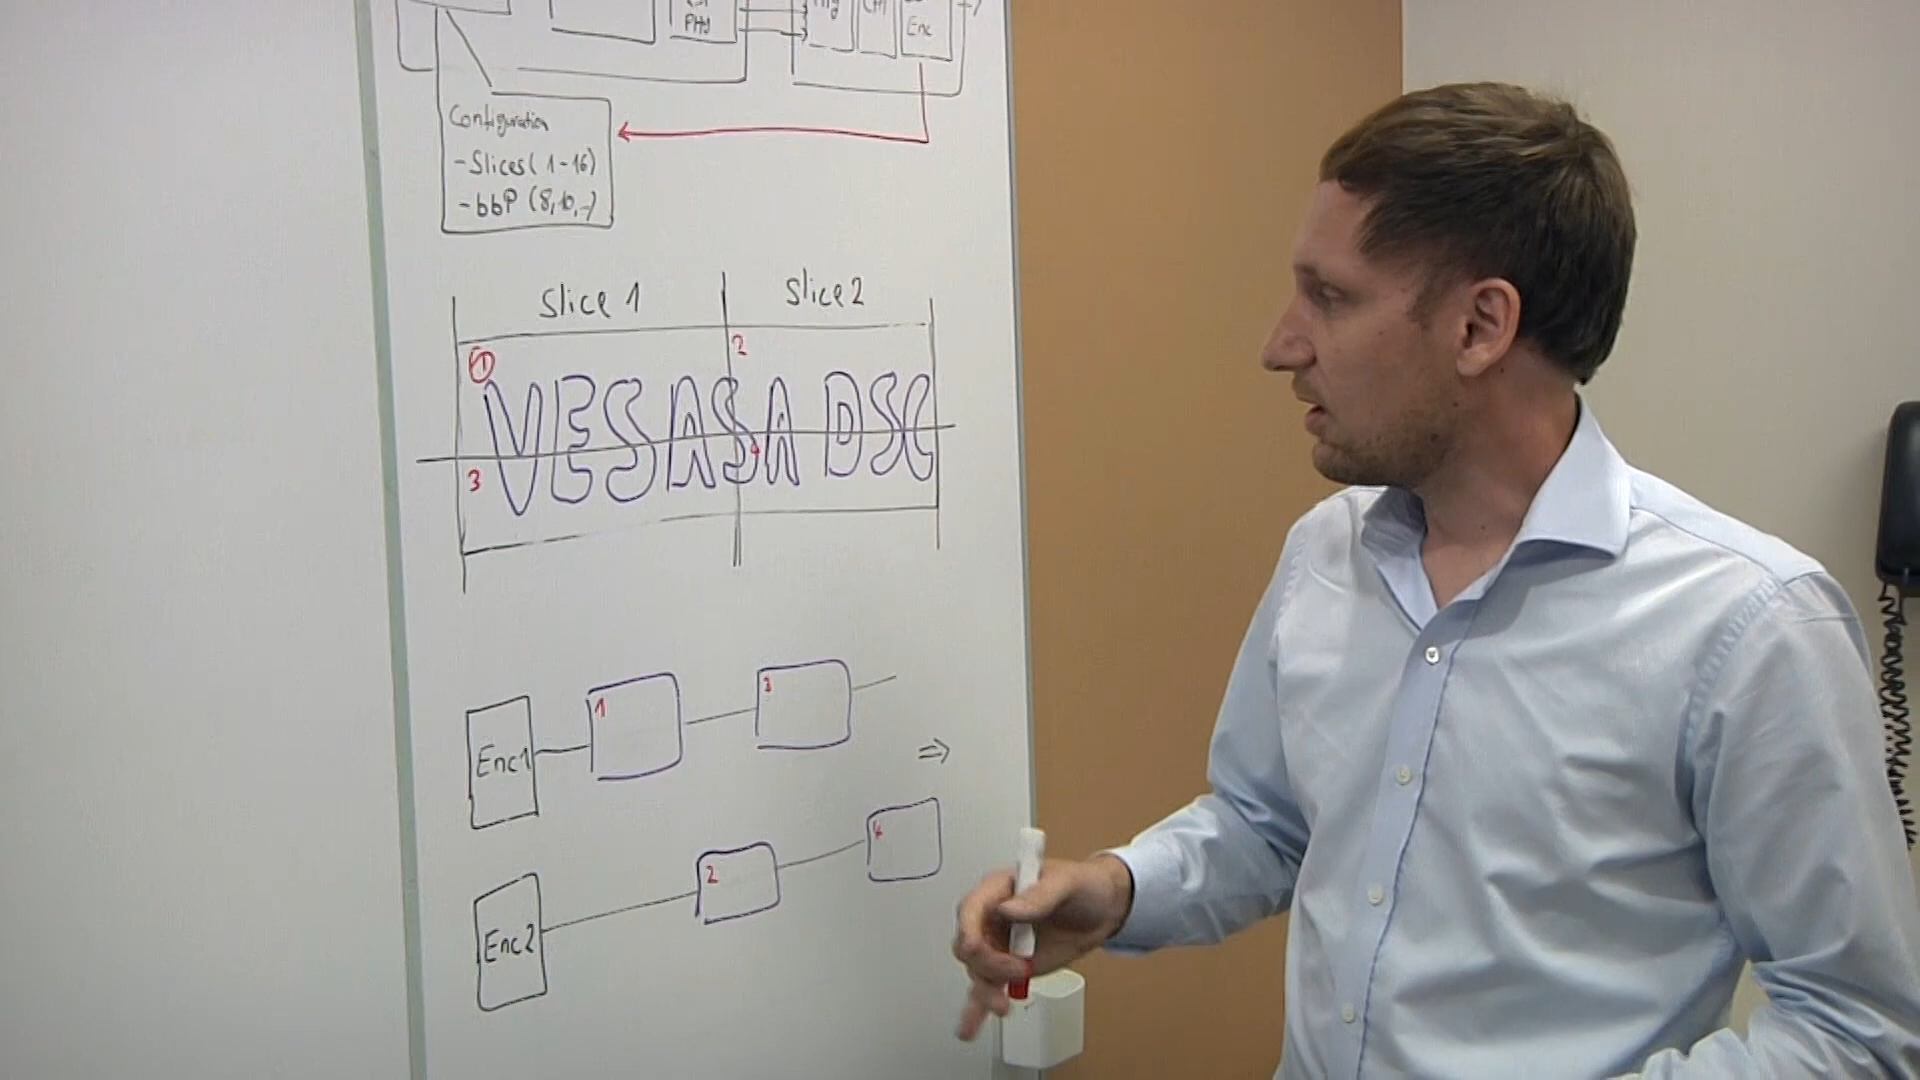 PHY
Enc
Configuration
- Slices (1-16)
- bbP (8,10,-)
Slice 1
Slice 2
1
2
VESASA DSC
3
Enc1
1
3
⇒
Enc2
2
4